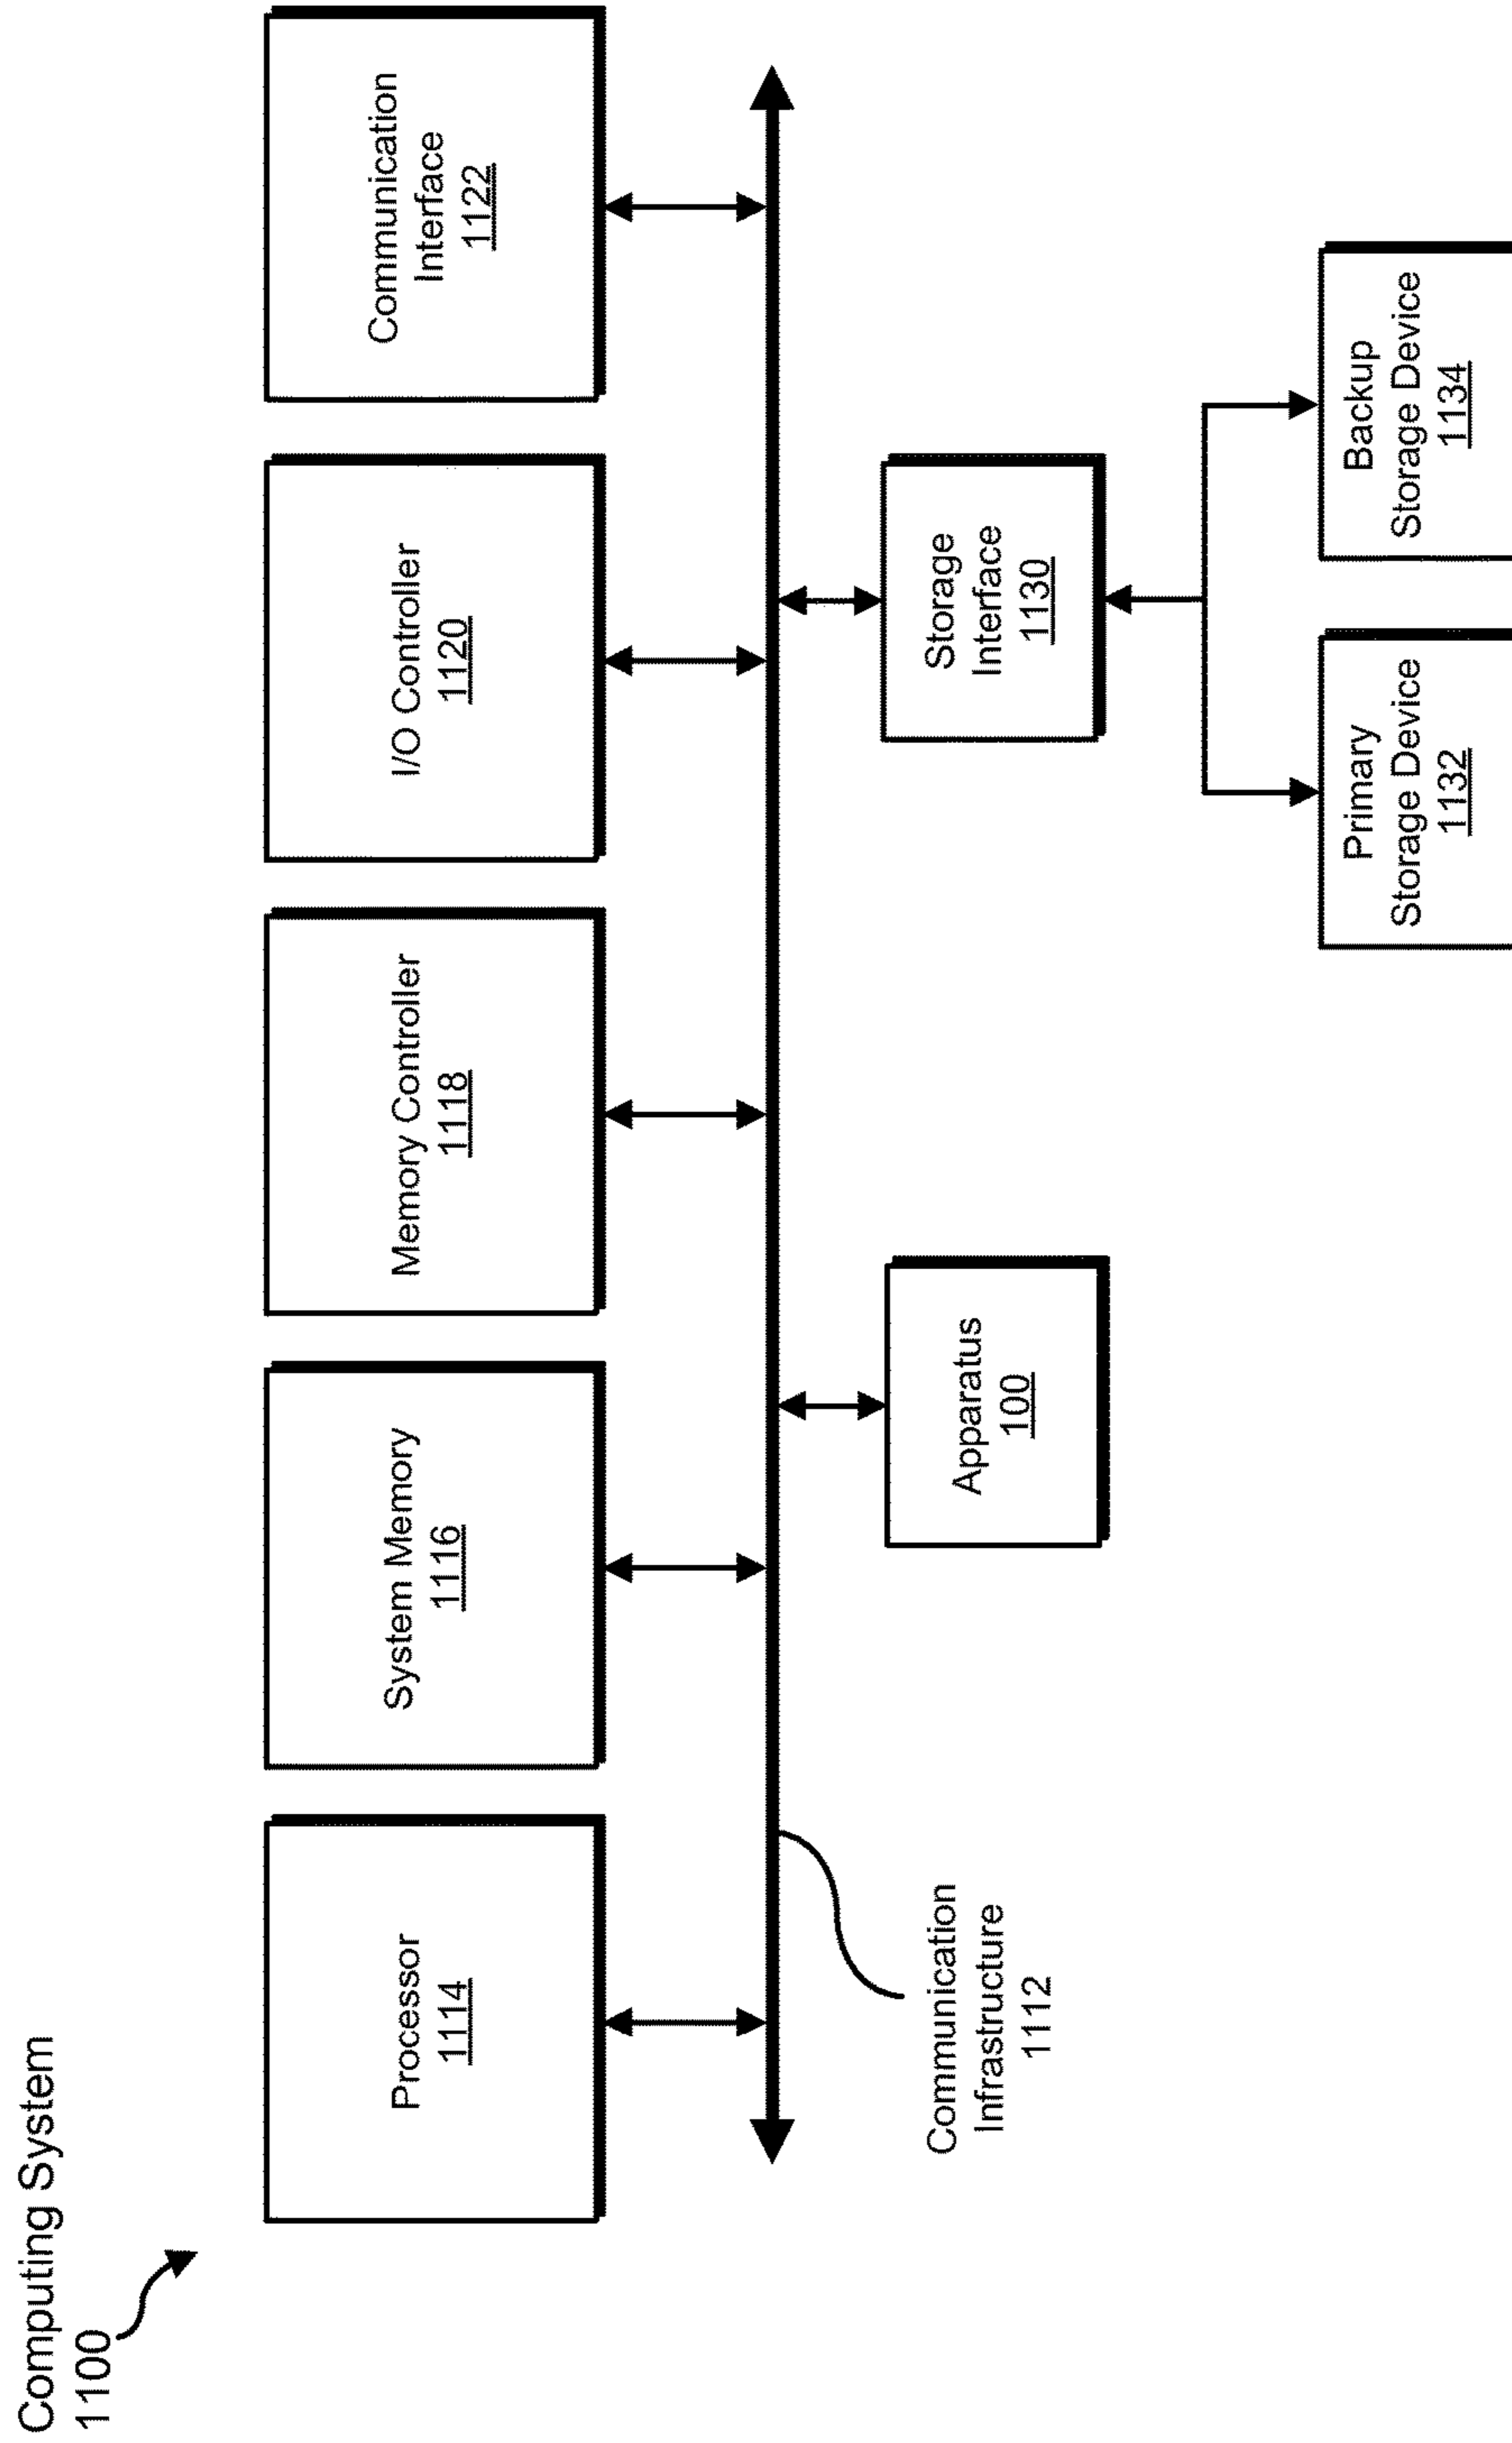 Computing System
1100
Processor
1114
System Memory
1116
Memory Controller
1118
I/O Controller
1120
Communication
Interface
1122
Communication
Infrastructure
1112
Apparatus
100
Storage
Interface
1130
Primary
Storage Device
1132
Backup
Storage Device
1134